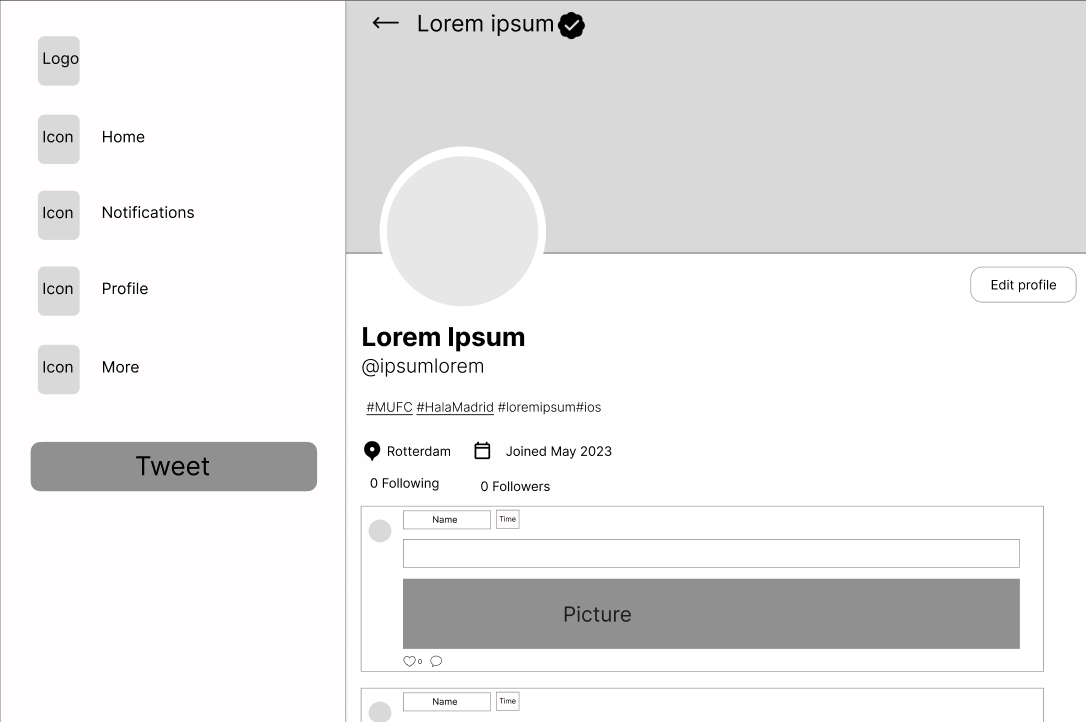 Logo
Icon Home
Icon Notifications
Icon Profile
Icon More
Tweet
Lorem ipsum
Edit profile
Lorem Ipsum
@ipsumlorem
#MUFC #HalaMadrid #loremipsum#ios
Rotterdam Joined May 2023
0 Following 0 Followers
Name Time
Picture
0
Name Time